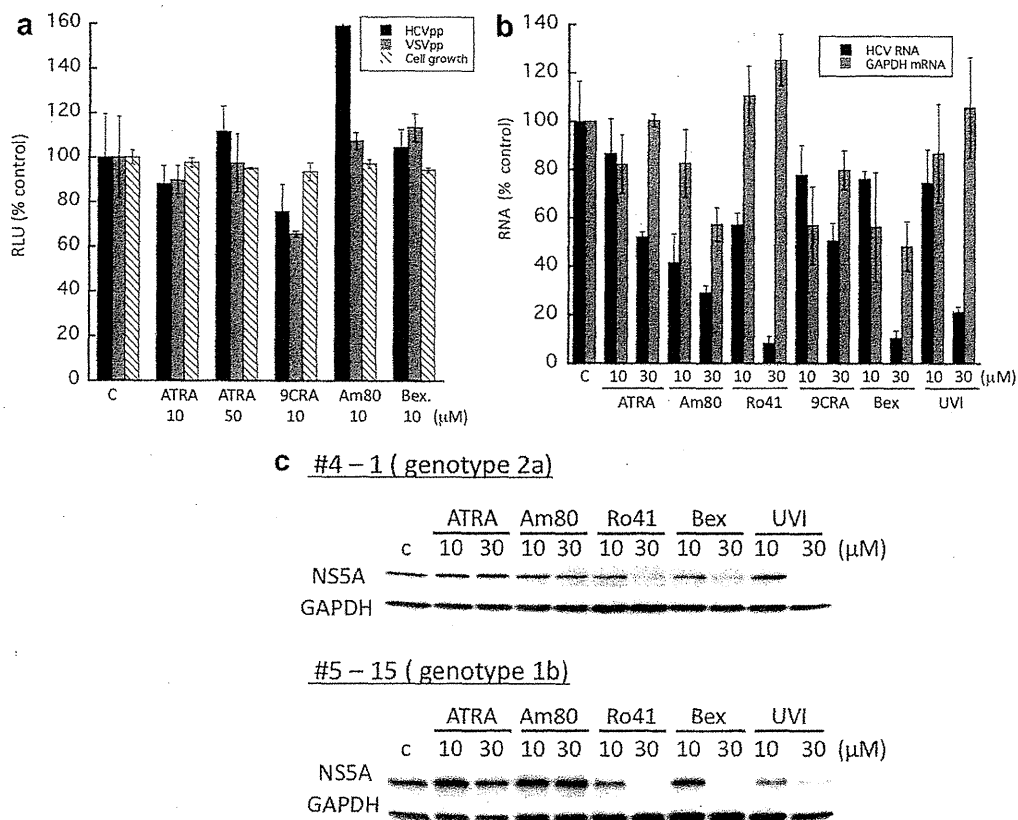 a
160
140
120
100
80
60
40
20
0
RLU (% control)
HCVpp
VSVpp
Cell growth
C ATRA ATRA 9CRA Am80 Bex.
10 50 10 10 10 (μM)
b
140
120
100
80
60
40
20
0
RNA (% control)
HCV RNA
GAPDH mRNA
C 10 30 10 30 10 30 10 30 10 30 10 30 (μM)
ATRA Am80 Ro41 9CRA Bex UVI
c #4 – 1 ( genotype 2a)
ATRA Am80 Ro41 Bex UVI
c 10 30 10 30 10 30 10 30 10 30 (μM)
NS5A
GAPDH
#5 – 15 ( genotype 1b)
ATRA Am80 Ro41 Bex UVI
c 10 30 10 30 10 30 10 30 10 30 (μM)
NS5A
GAPDH